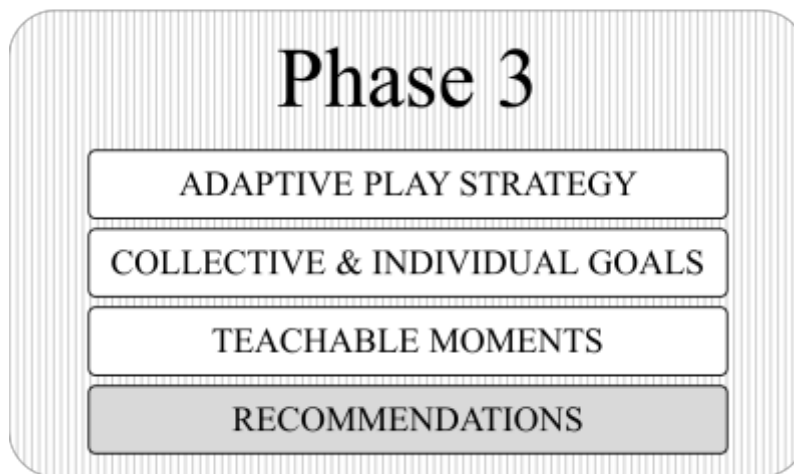 Phase 3
ADAPTIVE PLAY STRATEGY
COLLECTIVE & INDIVIDUAL GOALS
TEACHABLE MOMENTS
RECOMMENDATIONS